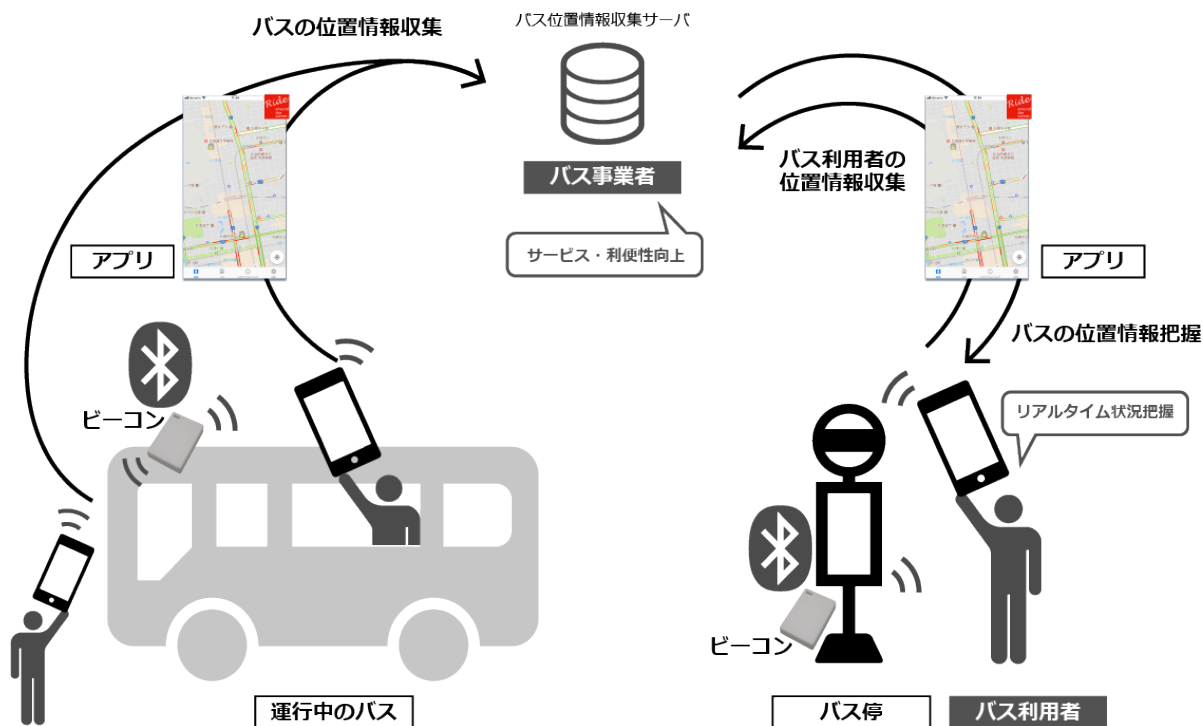 バス位置情報収集サーバ
バスの位置情報収集
Ride
Ride
バス利用者の
位置情報収集
バス事業者
サービス・利便性向上
アプリ
アプリ
バスの位置情報把握
リアルタイム状況把握
ビーコン
ビーコン
運行中のバス
バス停
バス利用者